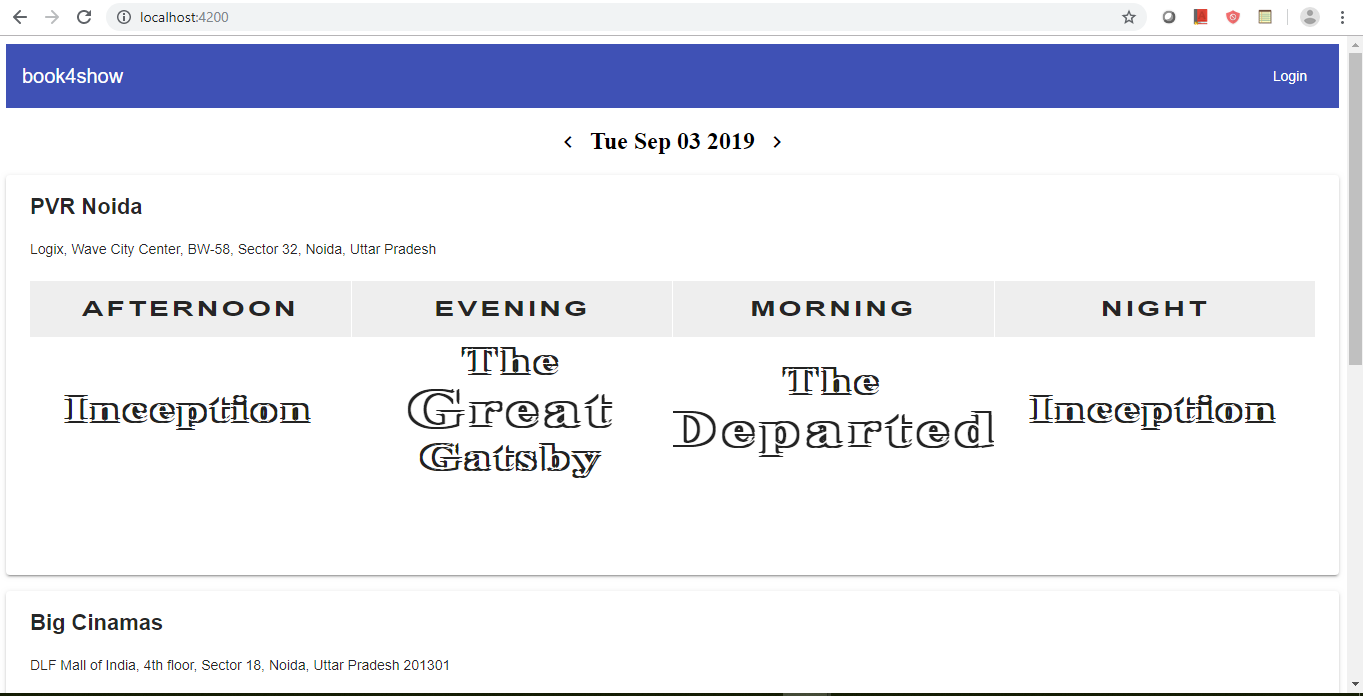 localhost:4200
book4show
Login
Tue Sep 03 2019
PVR Noida
Logix, Wave City Center, BW-58, Sector 32, Noida, Uttar Pradesh
AFTERNOON EVENING MORNING NIGHT
Inception
The
Great
Gatsby
The
Departed
Inception
Big Cinamas
DLF Mall of India, 4th floor, Sector 18, Noida, Uttar Pradesh 201301